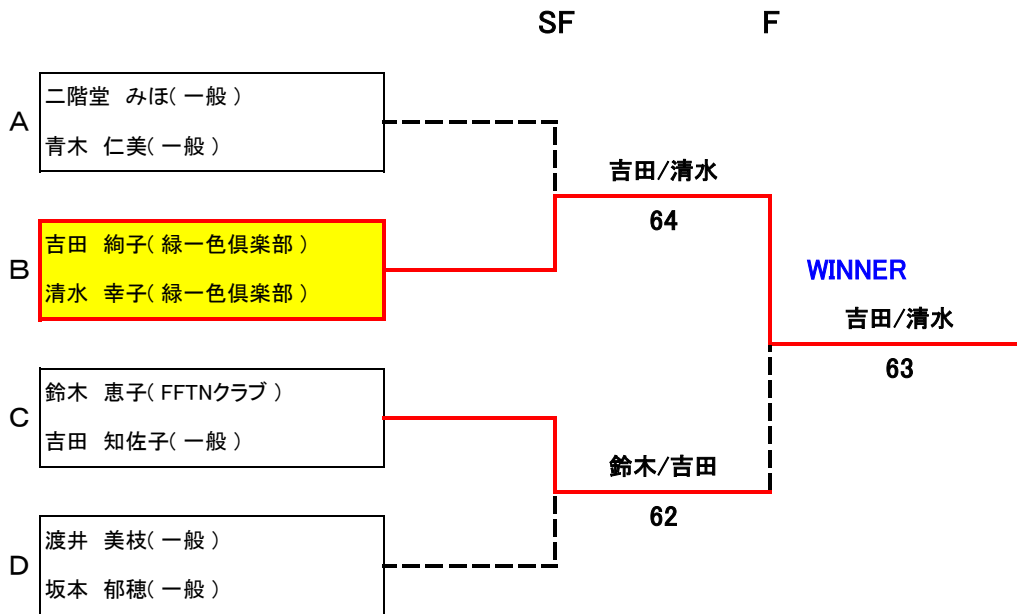 SF
F
A
二階堂 みほ( 一般 )
青木 仁美( 一般 )
吉田/清水
64
B
吉田 絢子( 緑一色倶楽部 )
清水 幸子( 緑一色倶楽部 )
WINNER
吉田/清水
63
C
鈴木 恵子( FFTNクラブ )
吉田 知佐子( 一般 )
鈴木/吉田
62
D
渡井 美枝( 一般 )
坂本 郁穂( 一般 )